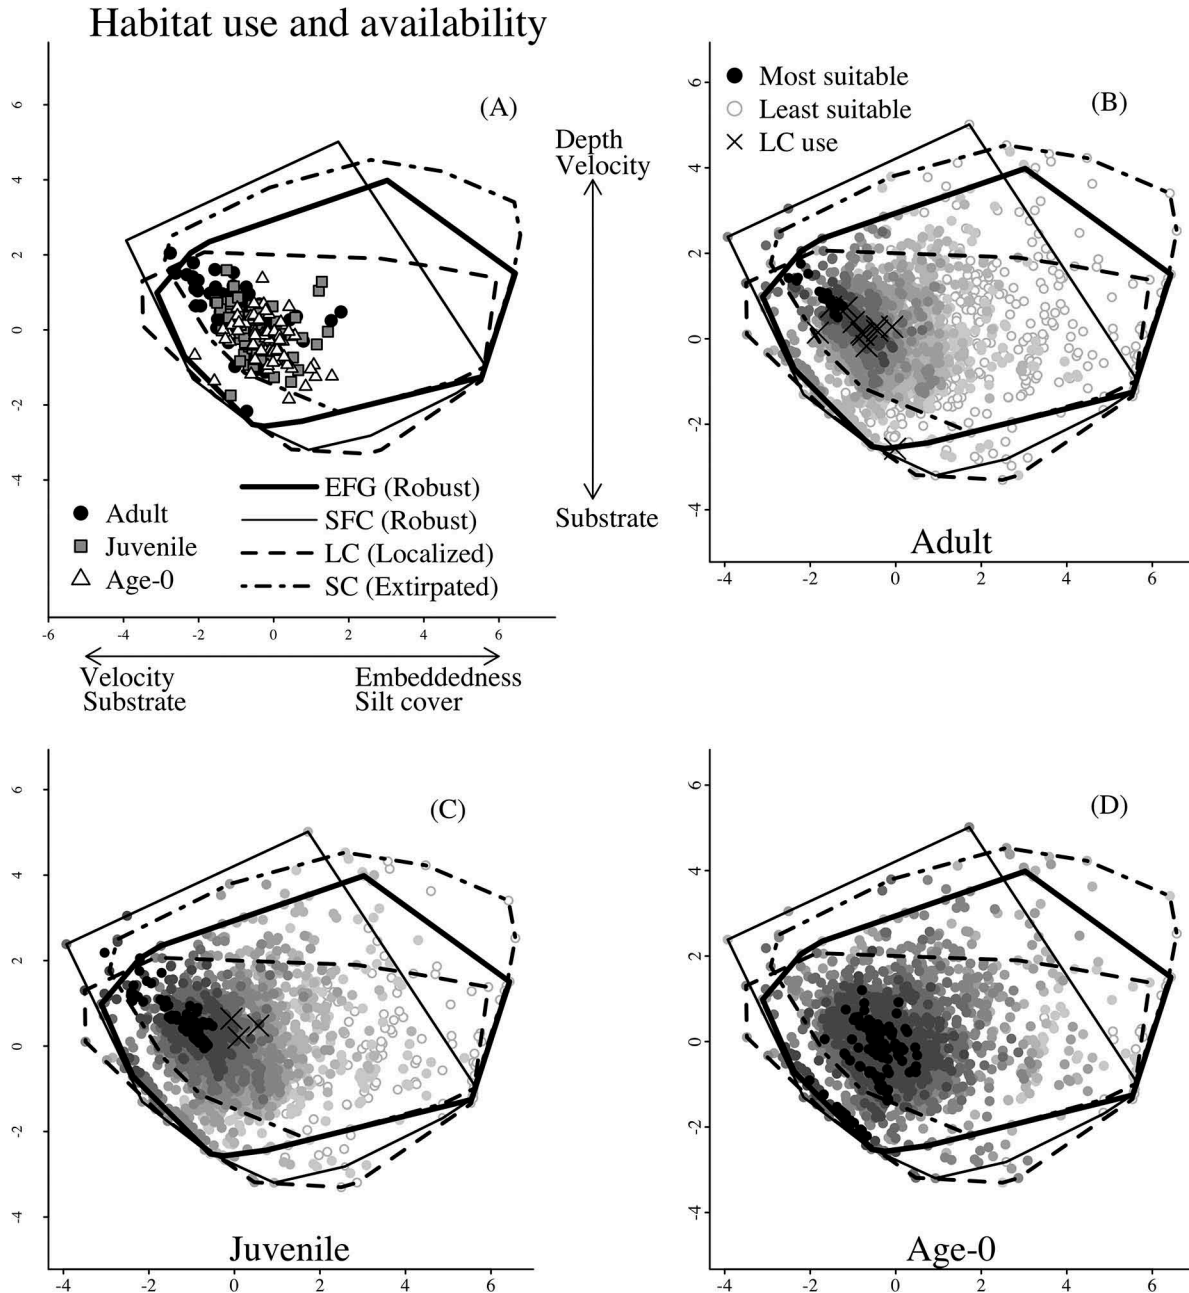 Habitat use and availability
6
4
2
0
-2
-4
-6
-4
-2
0
2
4
6
(A)
Adult
Juvenile
Age-0
EFG (Robust)
SFC (Robust)
LC (Localized)
SC (Extirpated)
Depth
Velocity
Substrate
Velocity
Substrate
Embeddedness
Silt cover
6
4
2
0
-2
-4
-4
-2
0
2
4
6
Most suitable
Least suitable
LC use
(B)
Adult
6
4
2
0
-2
-4
-4
-2
0
2
4
6
(C)
Juvenile
6
4
2
0
-2
-4
-4
-2
0
2
4
6
(D)
Age-0